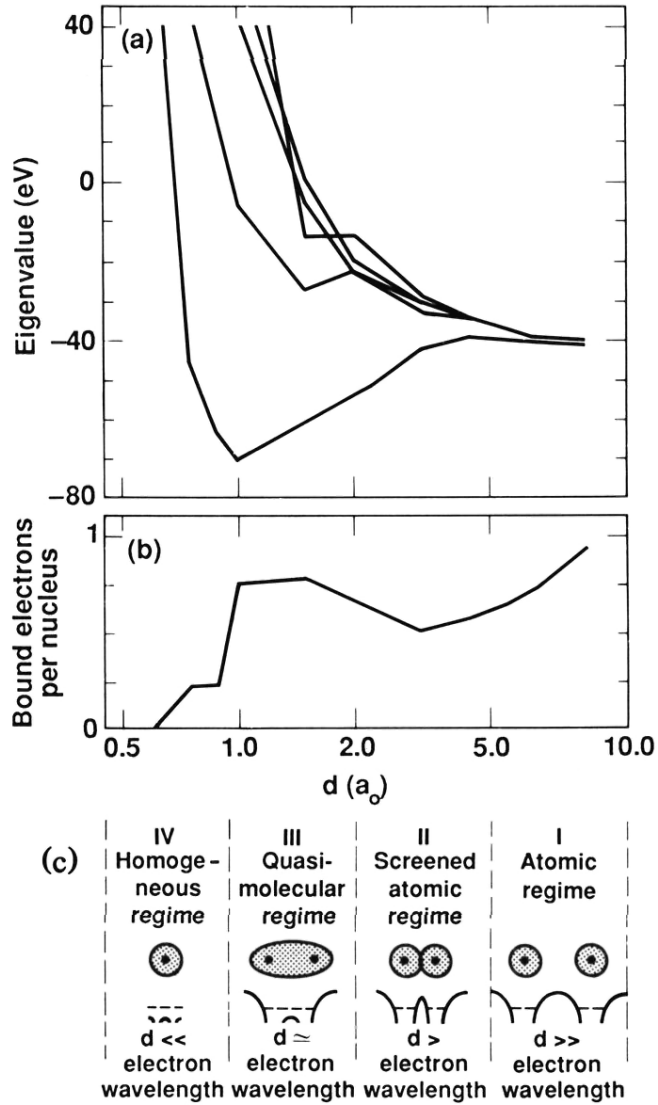 (a)
40
0
−40
−80
Eigenvalue (eV)
(b)
1
0
Bound electrons
per nucleus
0.5 1.0 2.0 5.0 10.0
d (ao)
(c)
IV
Homoge-
neous
regime
d <<
electron
wavelength
III
Quasi-
molecular
regime
d ≃
electron
wavelength
II
Screened
atomic
regime
d >
electron
wavelength
I
Atomic
regime
d >>
electron
wavelength